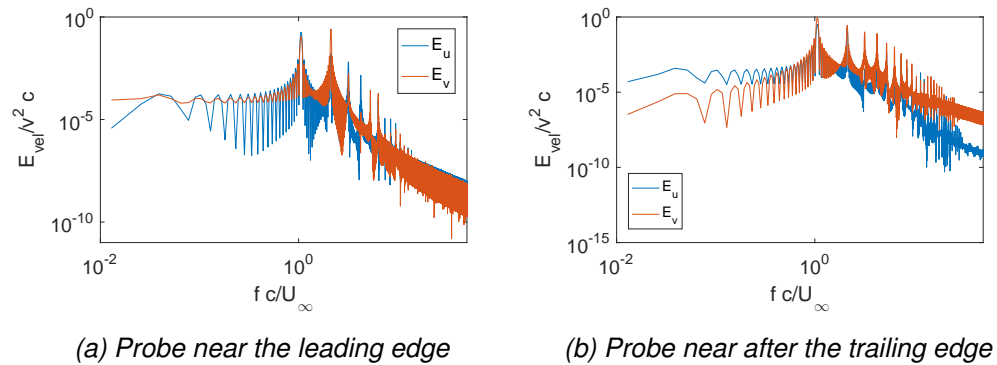 10^0
E_vel/v^2 c
10^-5
10^-10
E_u
E_v
10^-2
10^0
f c/U_∞
(a) Probe near the leading edge
10^0
E_vel/v^2 c
10^-5
10^-10
10^-15
E_u
E_v
10^-2
10^0
f c/U_∞
(b) Probe near after the trailing edge